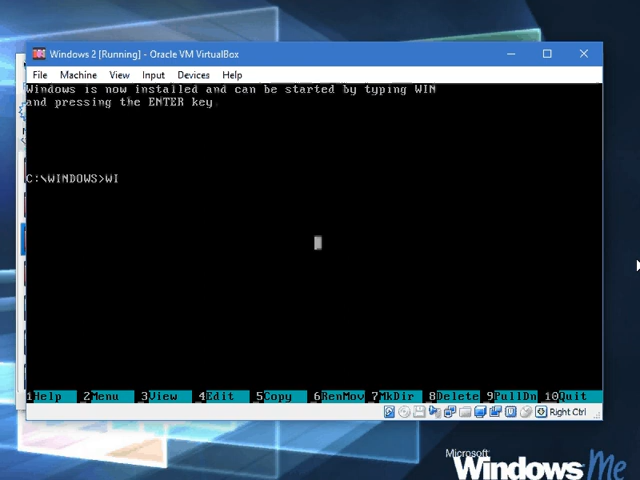 Windows 2 [Running] - Oracle VM VirtualBox
File Machine View Input Devices Help
Windows is now installed and can be started by typing WIN
and pressing the ENTER key
C:\WINDOWS>WI
1Help 2Menu 3View 4Edit 5Copy 6RenMov 7MkDir 8Delete 9PullDn 10Quit
Right Ctrl
Microsoft
Windows Me